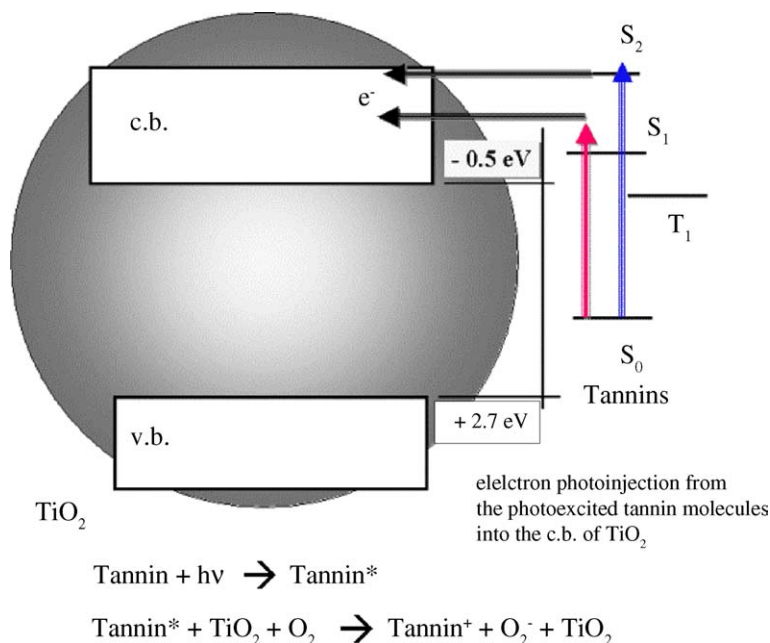 S₂
e⁻
c.b.
S₁
- 0.5 eV
T₁
S₀
Tannins
+ 2.7 eV
v.b.
TiO₂
elelctron photoinjection from
the photoexcited tannin molecules
into the c.b. of TiO₂
Tannin + hν → Tannin*
Tannin* + TiO₂ + O₂ → Tannin⁺ + O₂⁻ + TiO₂